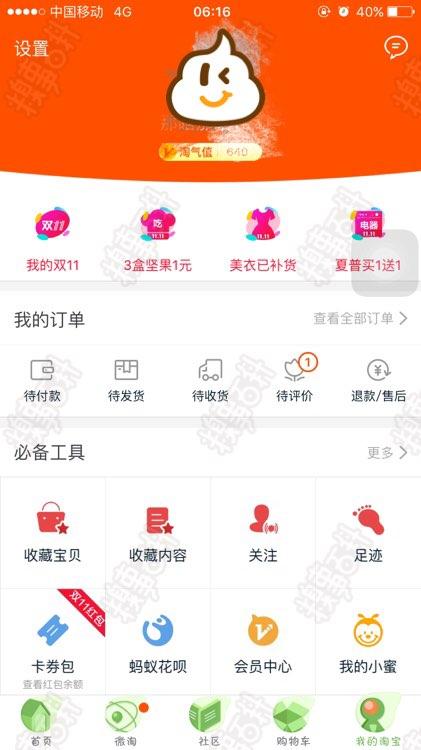 中国移动 4G 06:16 40%
设置
淘气值 640
双11 吃 11.11 11.11 电器 11.11
我的双11 3盒坚果1元 美衣已补货 夏普买1送1
我的订单 查看全部订单
1
待付款 待发货 待收货 待评价 退款/售后
必备工具 更多
收藏宝贝 收藏内容 关注 足迹
双11红包
卡券包 蚂蚁花呗 会员中心 我的小蜜
查看红包余额
首页 微淘 社区 购物车 我的淘宝